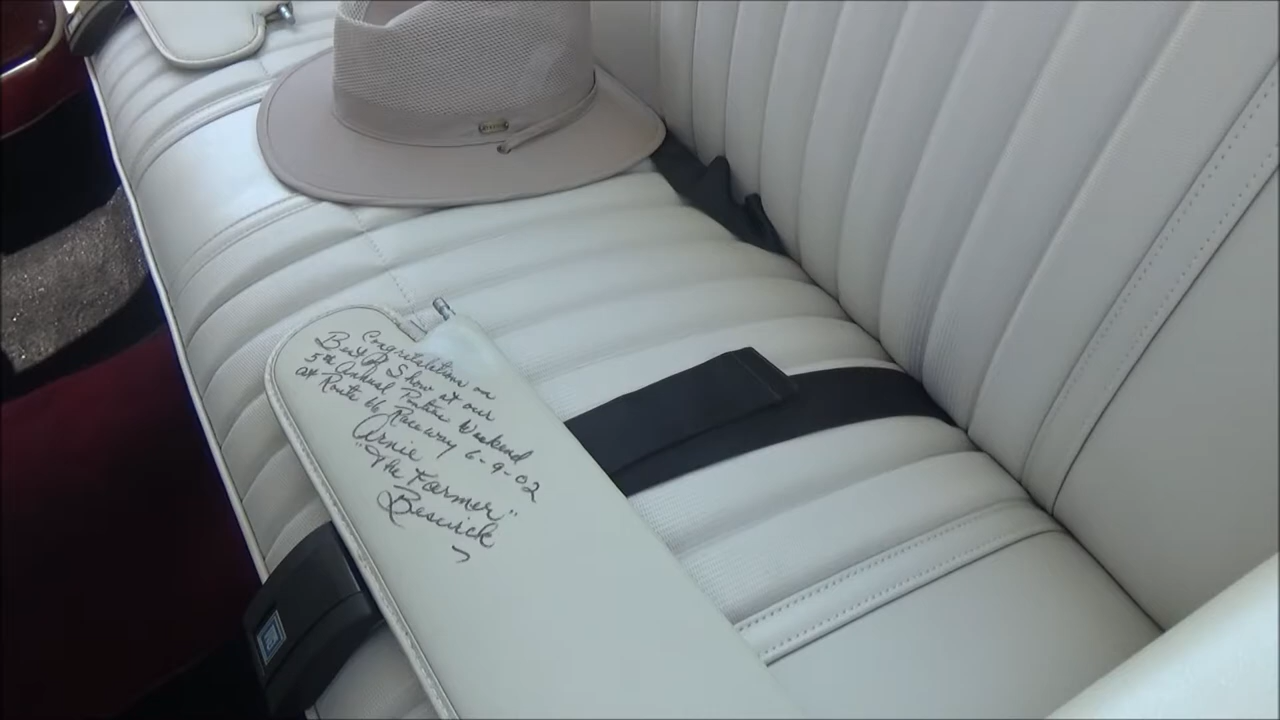 Congratulations on
Best Of Show at our
5th Annual Pontiac Weekend
at Route 66 Raceway 6-9-02
Arnie
"The Farmer"
Beswick
GM